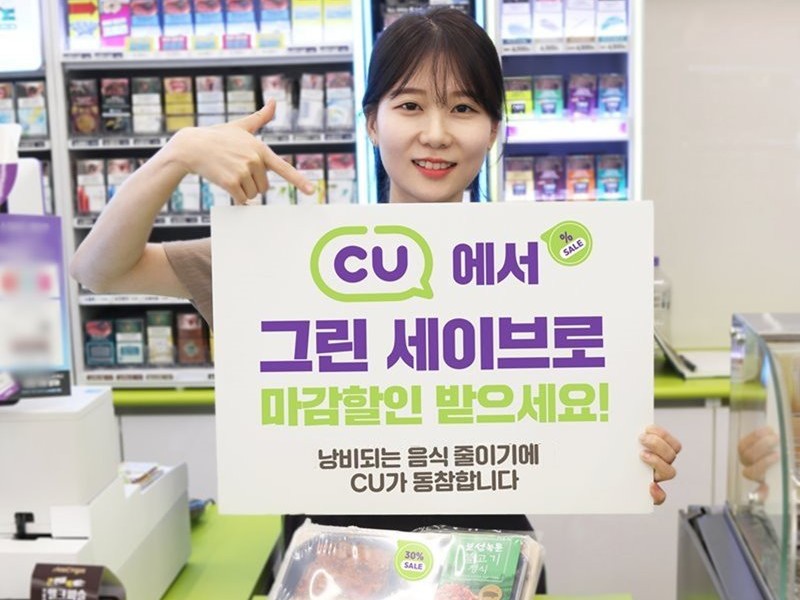 CU 에서
% SALE
그린 세이브로
마감할인 받으세요!
낭비되는 음식 줄이기에
CU가 동참합니다
30%
SALE